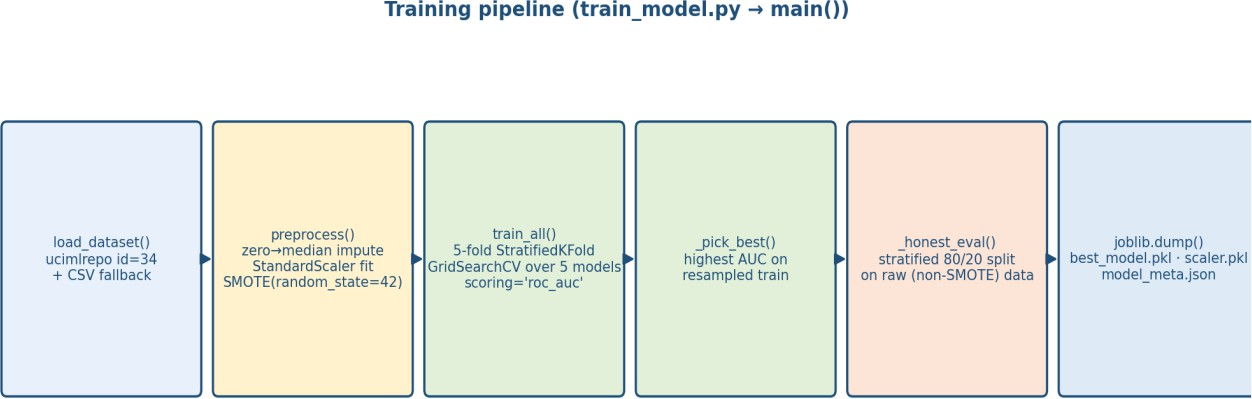 Training pipeline (train_model.py → main())
load_dataset()
ucimlrepo id=34
+ CSV fallback
preprocess()
zero→median impute
StandardScaler fit
SMOTE(random_state=42)
train_all()
5-fold StratifiedKFold
GridSearchCV over 5 models
scoring='roc_auc'
_pick_best()
highest AUC on
resampled train
_honest_eval()
stratified 80/20 split
on raw (non-SMOTE) data
joblib.dump()
best_model.pkl · scaler.pkl
model_meta.json